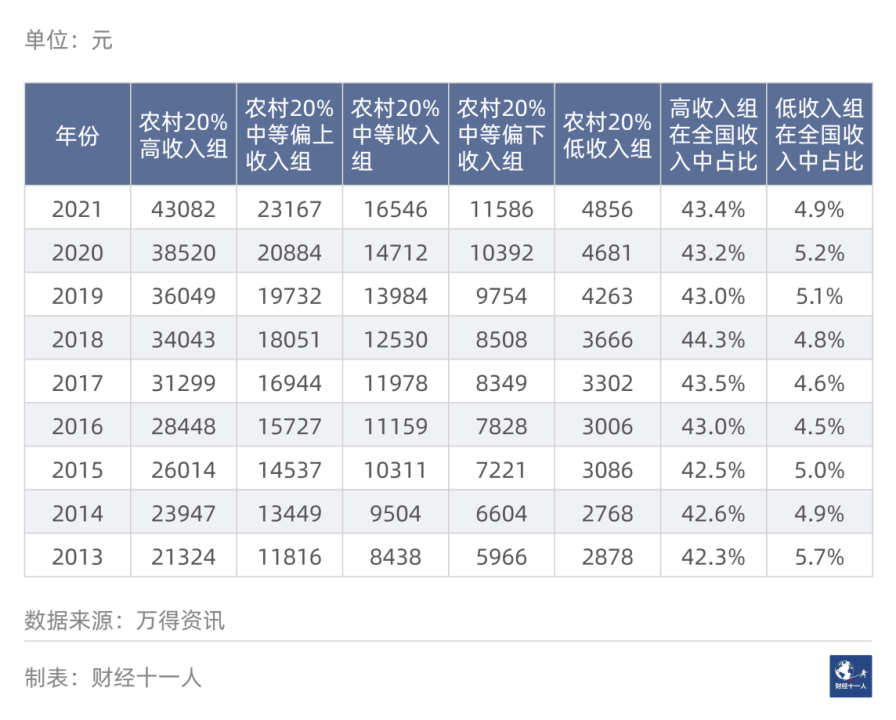 单位：元
年份 农村20%高收入组 农村20%中等偏上收入组 农村20%中等收入组 农村20%中等偏下收入组 农村20%低收入组 高收入组在全国收入中占比 低收入组在全国收入中占比
2021 43082 23167 16546 11586 4856 43.4% 4.9%
2020 38520 20884 14712 10392 4681 43.2% 5.2%
2019 36049 19732 13984 9754 4263 43.0% 5.1%
2018 34043 18051 12530 8508 3666 44.3% 4.8%
2017 31299 16944 11978 8349 3302 43.5% 4.6%
2016 28448 15727 11159 7828 3006 43.0% 4.5%
2015 26014 14537 10311 7221 3086 42.5% 5.0%
2014 23947 13449 9504 6604 2768 42.6% 4.9%
2013 21324 11816 8438 5966 2878 42.3% 5.7%
数据来源：万得资讯
制表：财经十一人
财经十一人